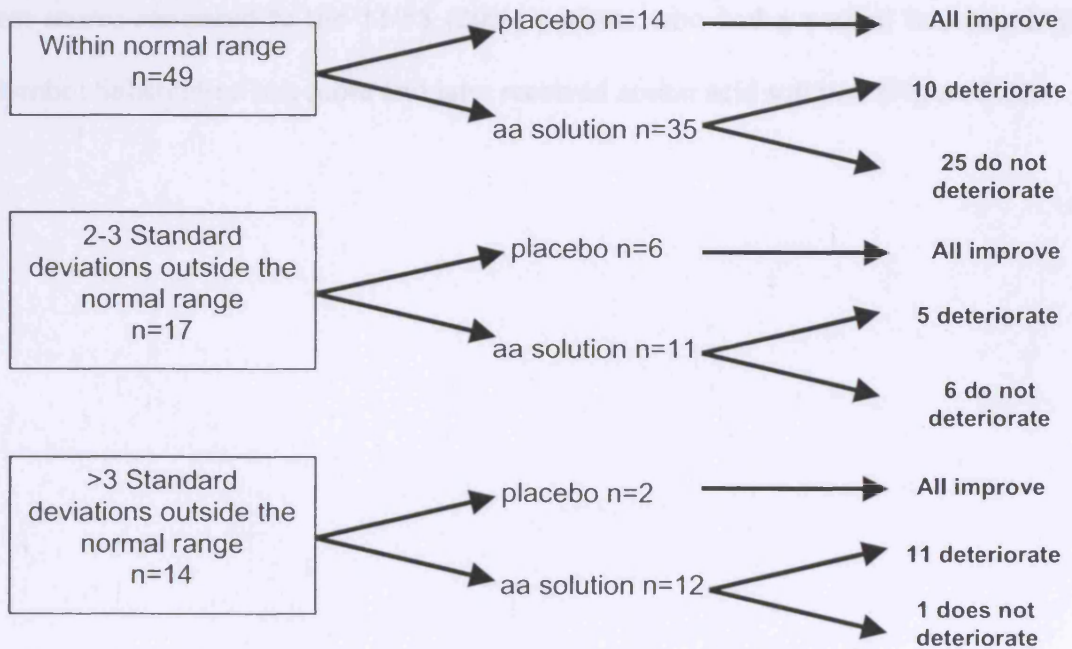 Within normal range
n=49
placebo n=14
All improve
aa solution n=35
10 deteriorate
25 do not
deteriorate
2-3 Standard
deviations outside the
normal range
n=17
placebo n=6
All improve
aa solution n=11
5 deteriorate
6 do not
deteriorate
>3 Standard
deviations outside the
normal range
n=14
placebo n=2
All improve
aa solution n=12
11 deteriorate
1 does not
deteriorate